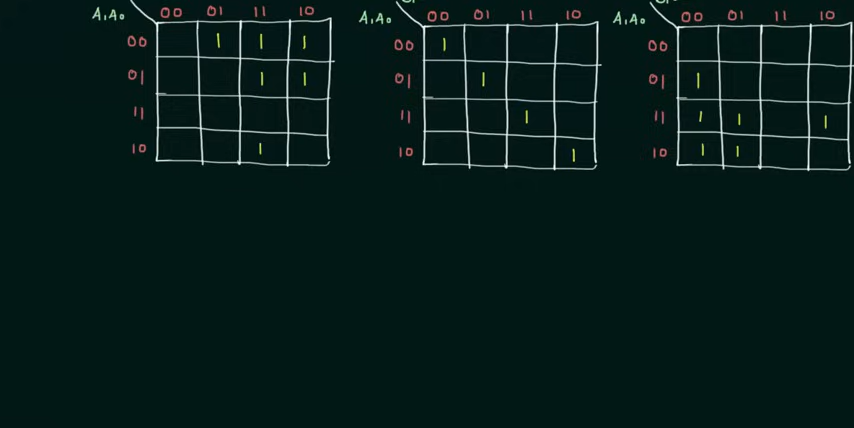 A₁A₀ 00 01 11 10 A₁A₀ 00 01 11 10 A₁A₀ 00 01 11 10
00 1 1 1 00 1 00
01 1 1 01 1 01 1
11 11 1 11 1 1 1
10 1 10 1 10 1 1